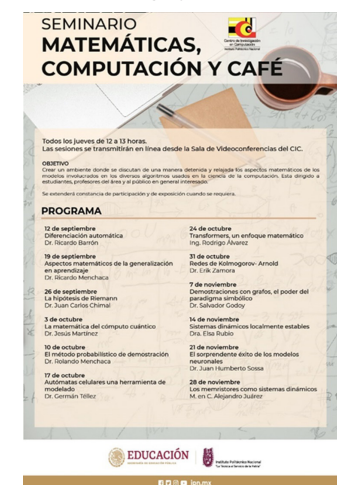 SEMINARIO
MATEMÁTICAS,
COMPUTACIÓN Y CAFÉ
Centro de Investigación
en Computación
Instituto Politécnico Nacional
Todos los jueves de 12 a 13 horas.
Las sesiones se transmitirán en línea desde la Sala de Videoconferencias del CIC.
OBJETIVO
Crear un ambiente donde se discutan de una manera detenida y relajada los aspectos matemáticos de los
modelos involucrados en los diversos algoritmos usados en la ciencia de la computación. Esta dirigido a
estudiantes, profesores del área y al público en general interesado.
Se extenderá constancia de participación y de exposición cuando se requiera.
PROGRAMA
12 de septiembre
Diferenciación automática
Dr. Ricardo Barrón
19 de septiembre
Aspectos matemáticos de la generalización
en aprendizaje
Dr. Ricardo Menchaca
26 de septiembre
La hipótesis de Riemann
Dr. Juan Carlos Chimal
3 de octubre
La matemática del cómputo cuántico
Dr. Jesús Martínez
10 de octubre
El método probabilístico de demostración
Dr. Rolando Menchaca
17 de octubre
Autómatas celulares una herramienta de
modelado
Dr. Germán Téllez
24 de octubre
Transformers, un enfoque matemático
Ing. Rodrigo Álvarez
31 de octubre
Redes de Kolmogorov- Arnold
Dr. Erik Zamora
7 de noviembre
Demostraciones con grafos, el poder del
paradigma simbólico
Dr. Salvador Godoy
14 de noviembre
Sistemas dinámicos localmente estables
Dra. Elsa Rubio
21 de noviembre
El sorprendente éxito de los modelos
neuronales
Dr. Juan Humberto Sossa
28 de noviembre
Los memristores como sistemas dinámicos
M. en C. Alejandro Juárez
EDUCACIÓN
SECRETARÍA DE EDUCACIÓN PÚBLICA
Instituto Politécnico Nacional
"La Técnica al Servicio de la Patria"
ipn.mx